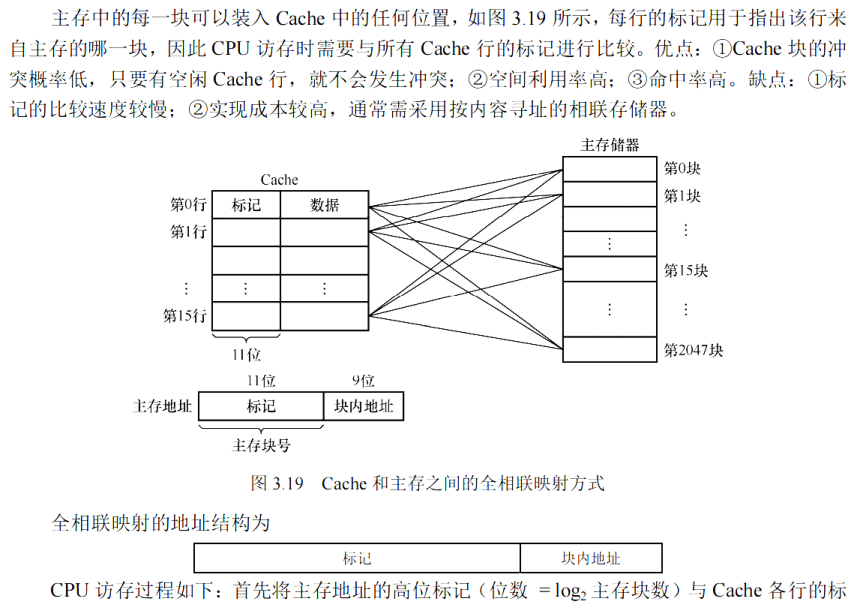 主存中的每一块可以装入 Cache 中的任何位置，如图 3.19 所示，每行的标记用于指出该行来
自主存的哪一块，因此 CPU 访存时需要与所有 Cache 行的标记进行比较。优点：①Cache 块的冲
突概率低，只要有空闲 Cache 行，就不会发生冲突；②空间利用率高；③命中率高。缺点：①标
记的比较速度较慢；②实现成本较高，通常需采用按内容寻址的相联存储器。
主存储器
Cache
第0块
第0行 标记 数据
第1块
第1行
⋮
⋮
第15块
⋮ ⋮ ⋮
⋮ ⋮
第15行
第2047块
11位
11位 9位
主存地址 标记 块内地址
主存块号
图 3.19 Cache 和主存之间的全相联映射方式
全相联映射的地址结构为
标记 块内地址
CPU 访存过程如下：首先将主存地址的高位标记（位数 =log₂主存块数）与 Cache 各行的标